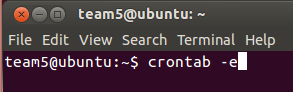 team5@ubuntu: ~
File Edit View Search Terminal Help
team5@ubuntu:~$ crontab -e